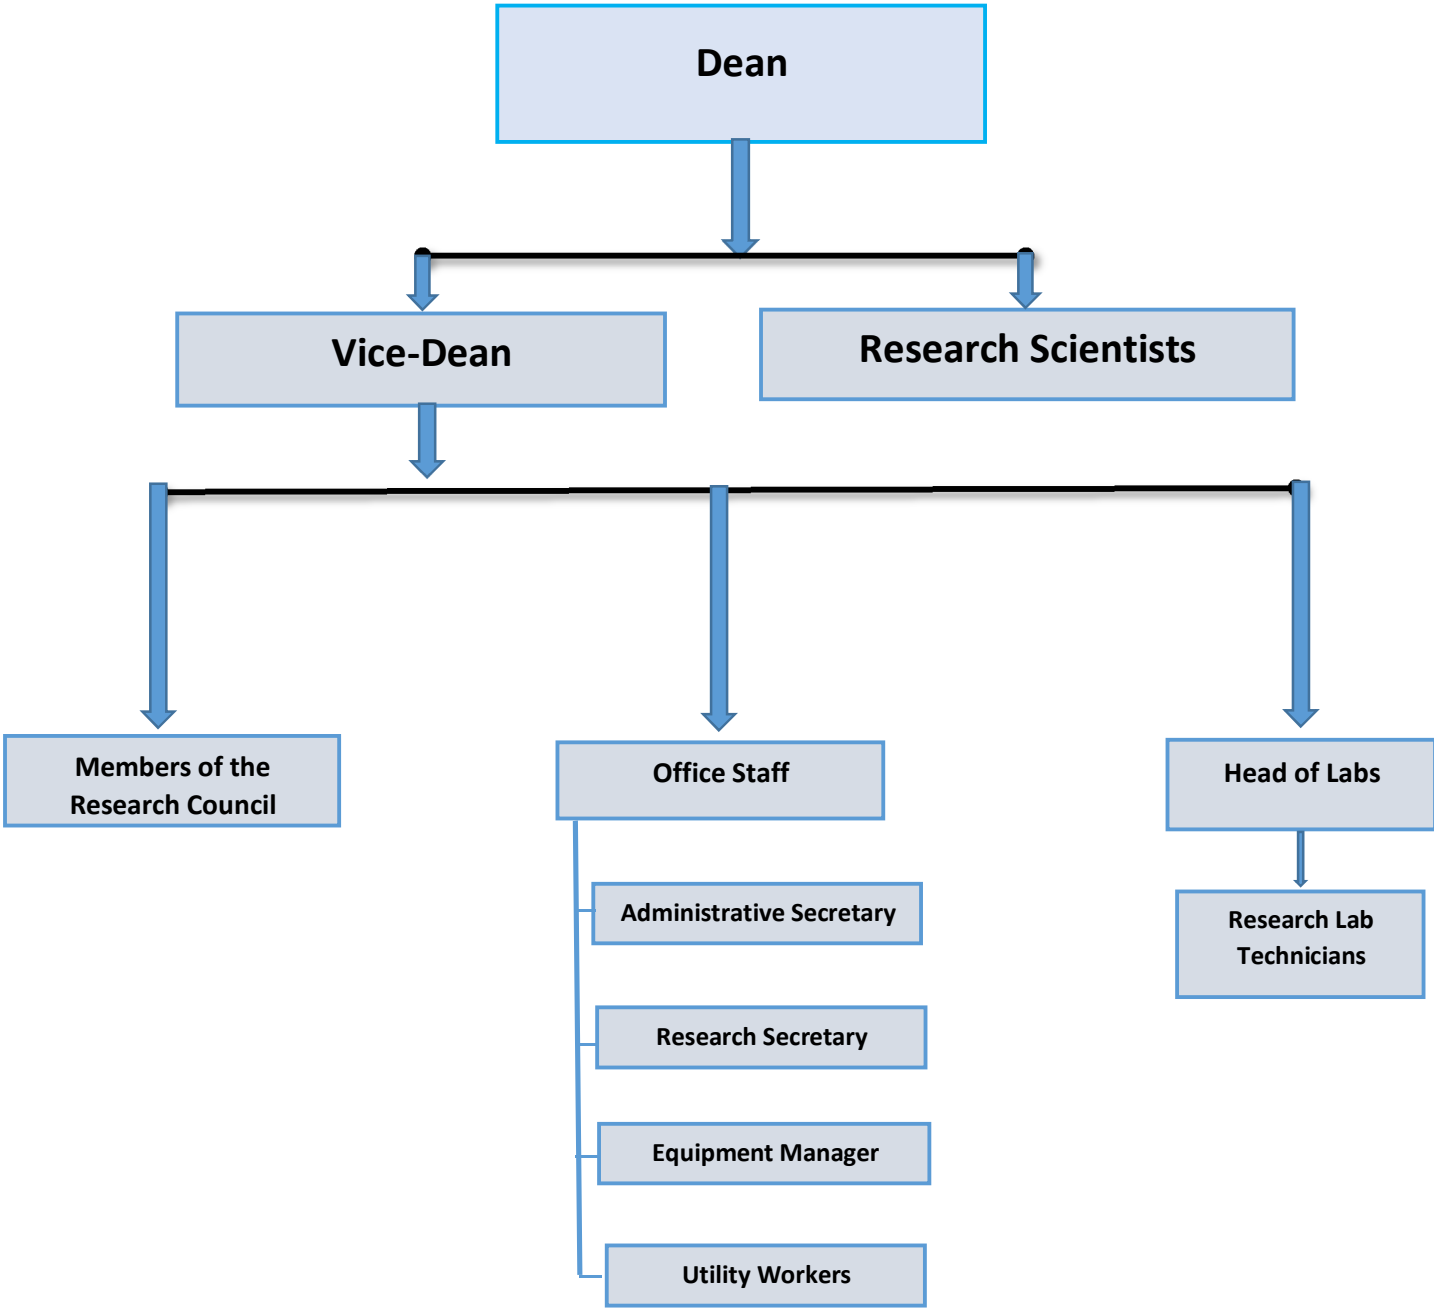 Dean
Vice-Dean
Research Scientists
Members of the
Research Council
Office Staff
Head of Labs
Administrative Secretary
Research Lab
Technicians
Research Secretary
Equipment Manager
Utility Workers